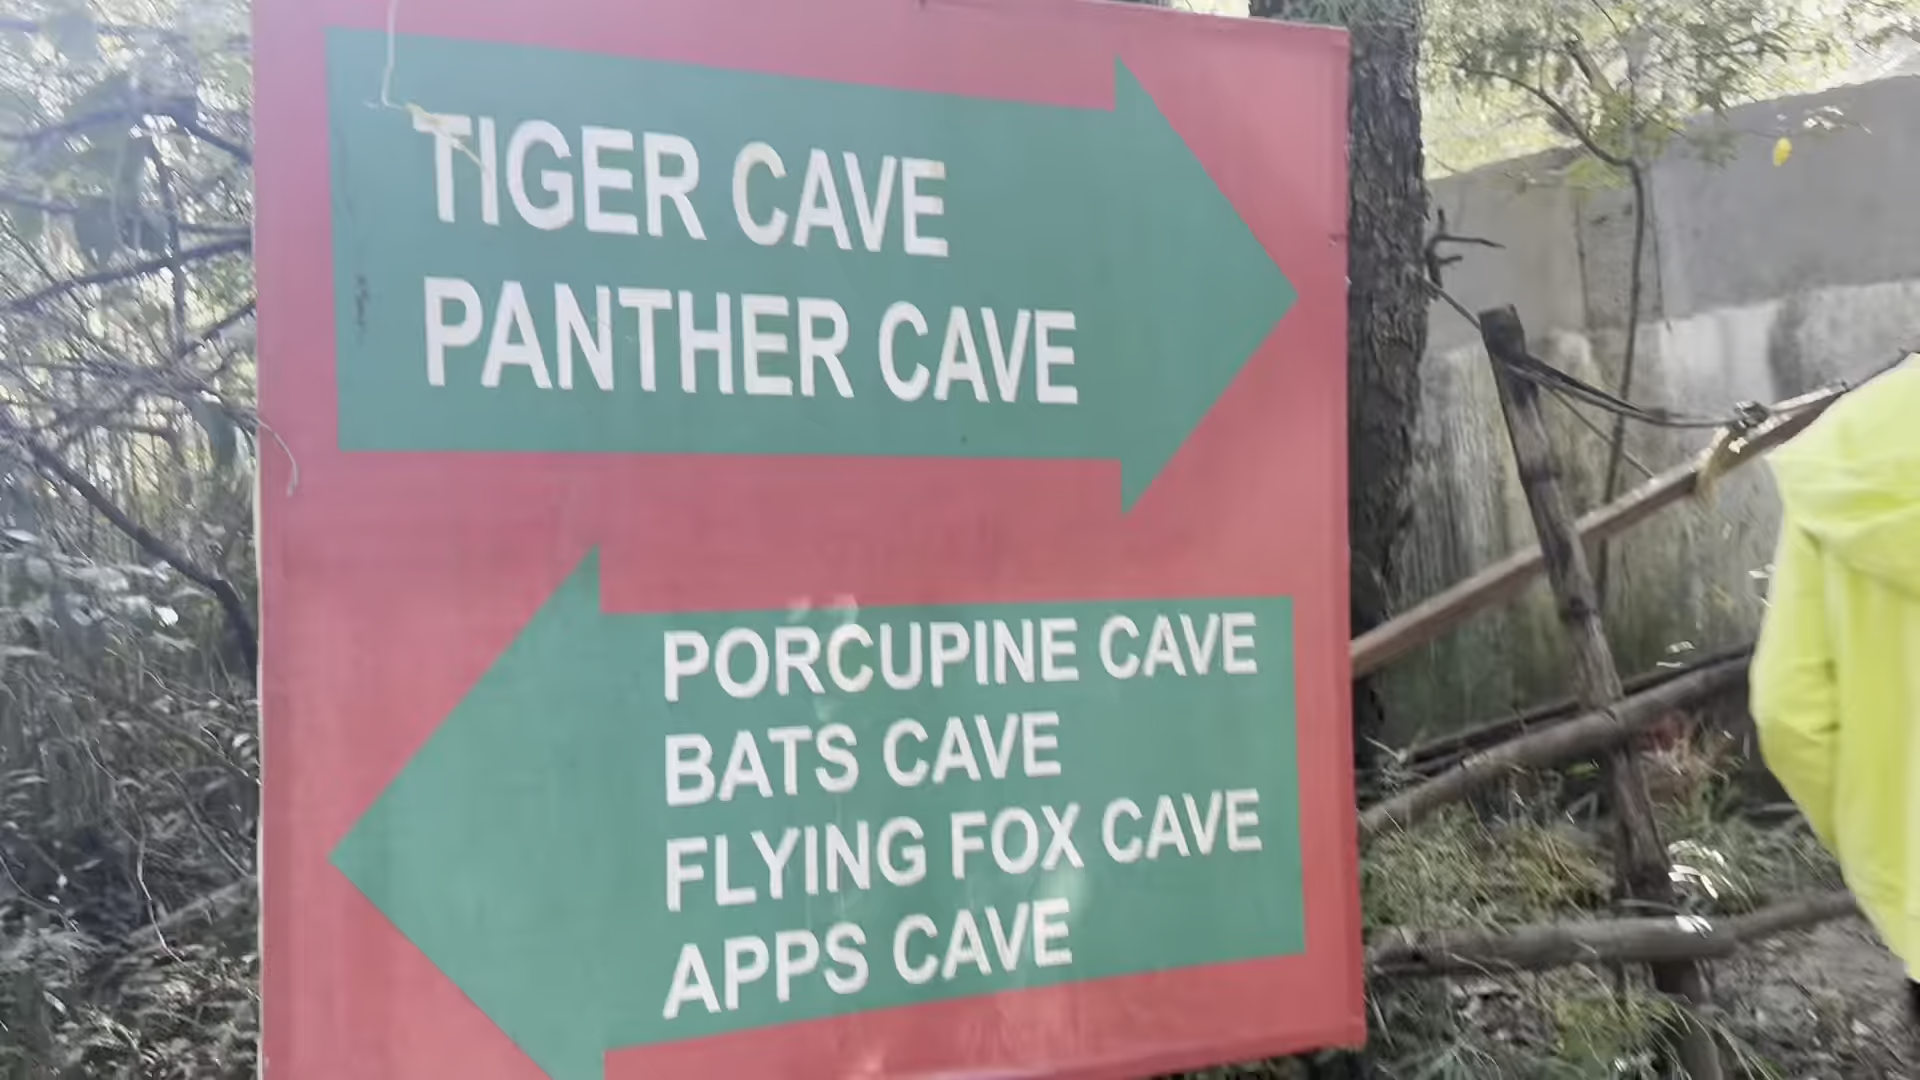 TIGER CAVE
PANTHER CAVE
PORCUPINE CAVE
BATS CAVE
FLYING FOX CAVE
APPS CAVE